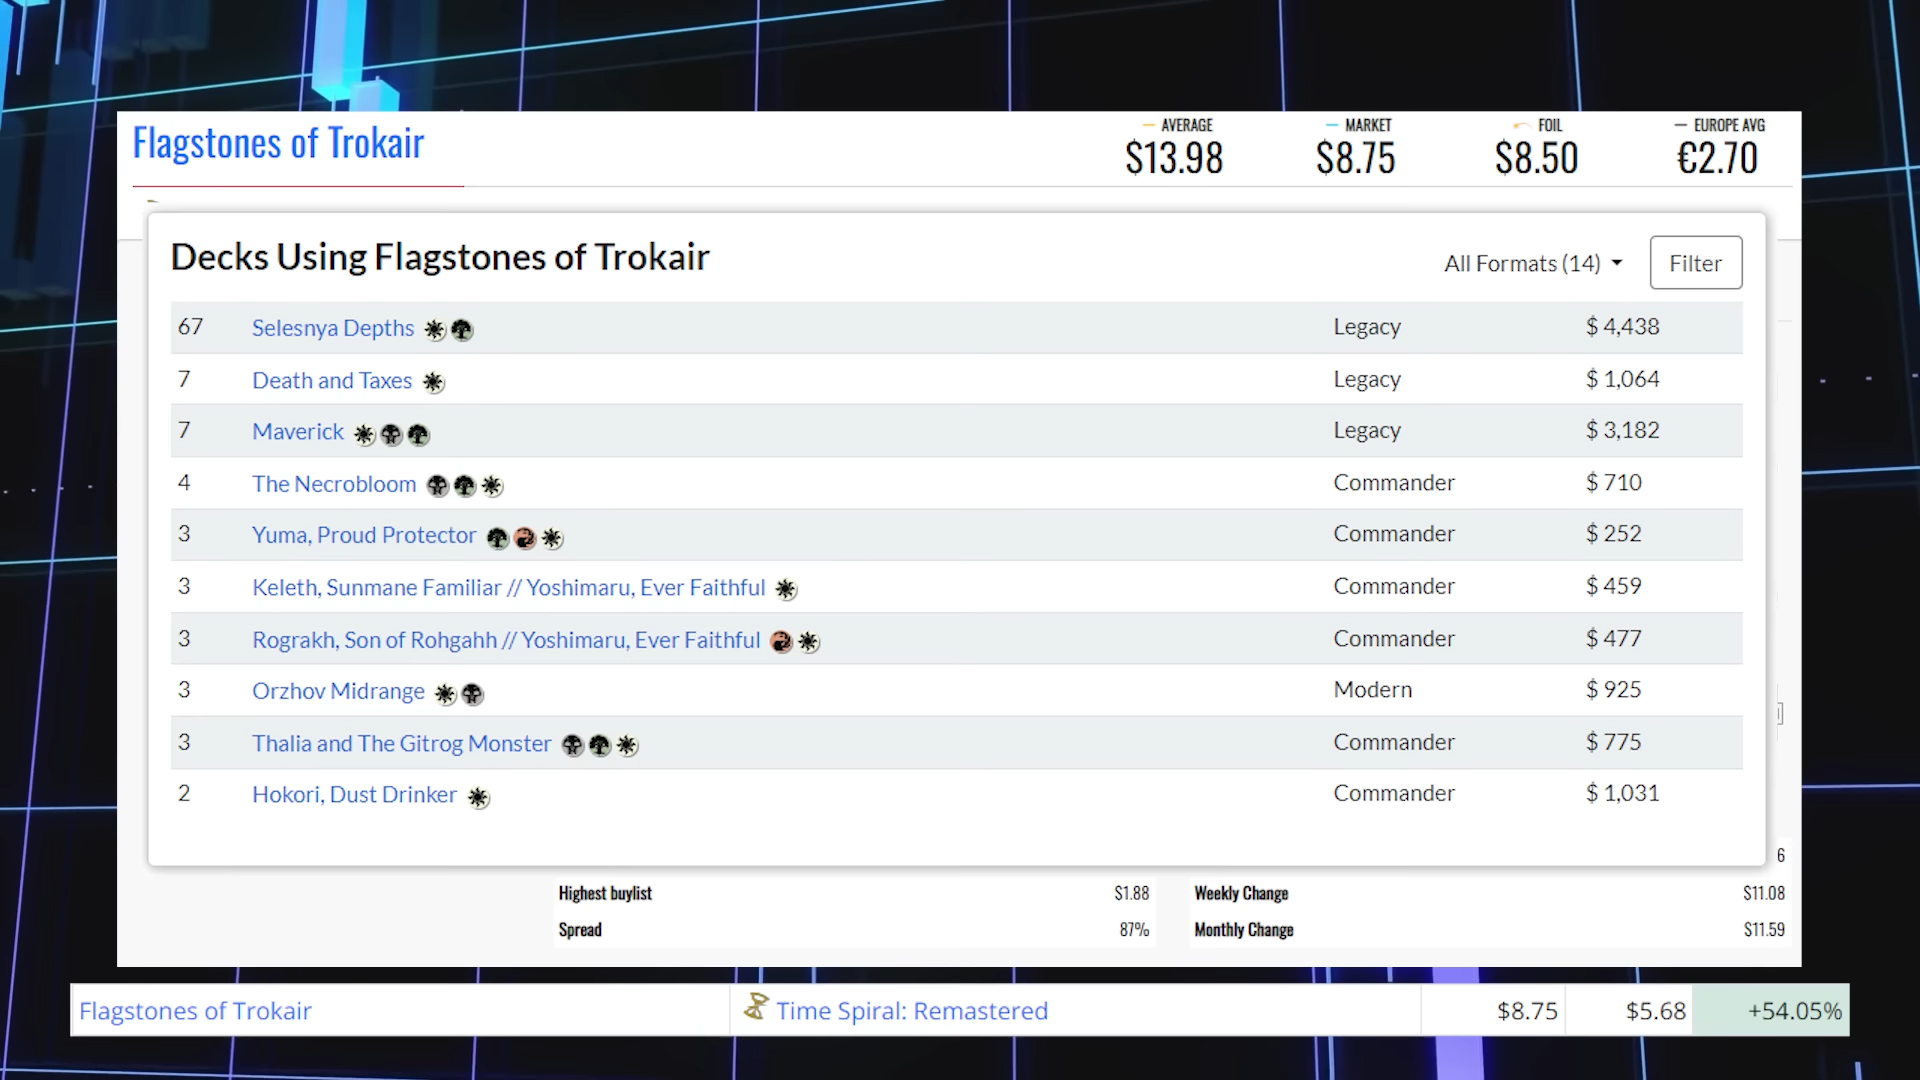 Flagstones of Trokair
AVERAGE MARKET FOIL EUROPE AVG
$13.98 $8.75 $8.50 €2.70
Decks Using Flagstones of Trokair
All Formats (14) Filter
67 Selesnya Depths Legacy $ 4,438
7 Death and Taxes Legacy $ 1,064
7 Maverick Legacy $ 3,182
4 The Necrobloom Commander $ 710
3 Yuma, Proud Protector Commander $ 252
3 Keleth, Sunmane Familiar // Yoshimaru, Ever Faithful Commander $ 459
3 Rograkh, Son of Rohgahh // Yoshimaru, Ever Faithful Commander $ 477
3 Orzhov Midrange Modern $ 925
3 Thalia and The Gitrog Monster Commander $ 775
2 Hokori, Dust Drinker Commander $ 1,031
6
Highest buylist $1.88 Weekly Change $11.08
Spread 87% Monthly Change $11.59
Flagstones of Trokair Time Spiral: Remastered $8.75 $5.68 +54.05%